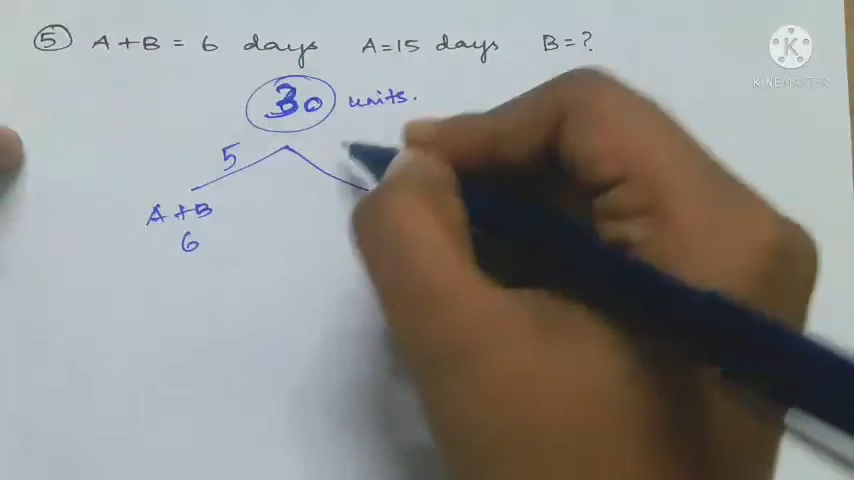 ⑤ A+B = 6 days A=15 days B=?
30 units.
5
A+B
6
K
KINEMASTER